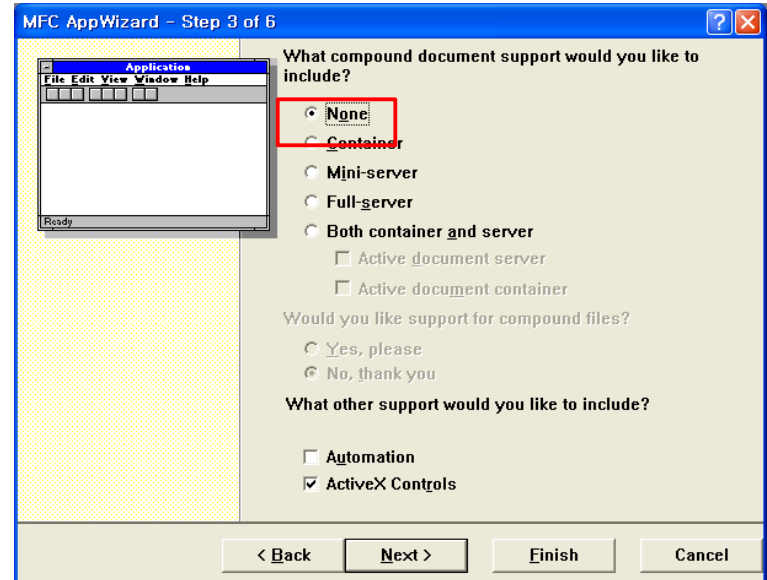 MFC AppWizard - Step 3 of 6
Application
File Edit View Window Help
Ready
What compound document support would you like to
include?
None
Container
Mini-server
Full-server
Both container and server
Active document server
Active document container
Would you like support for compound files?
Yes, please
No, thank you
What other support would you like to include?
Automation
ActiveX Controls
< Back Next > Finish Cancel